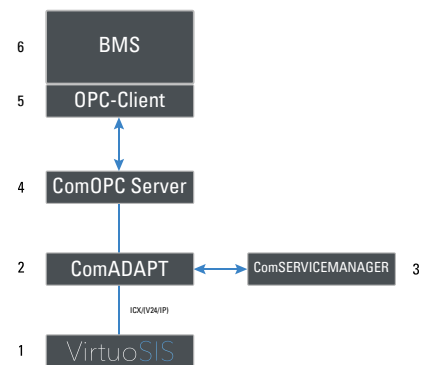 6 BMS
5 OPC-Client
4 ComOPC Server
2 ComADAPT ComSERVICEMANAGER 3
ICX/(V24/IP)
1 VirtuoSIS